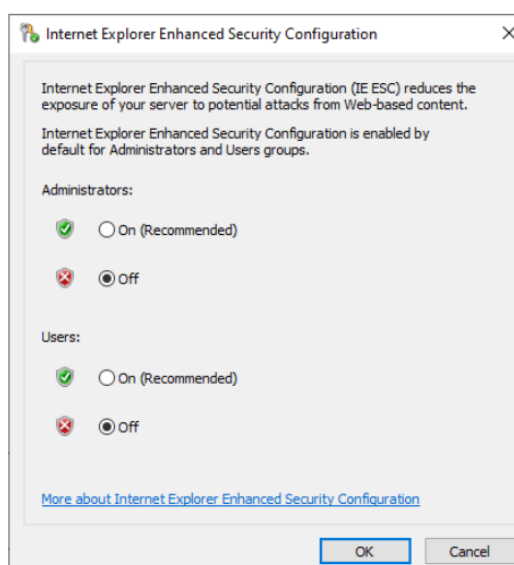 Internet Explorer Enhanced Security Configuration
Internet Explorer Enhanced Security Configuration (IE ESC) reduces the
exposure of your server to potential attacks from Web-based content.
Internet Explorer Enhanced Security Configuration is enabled by
default for Administrators and Users groups.
Administrators:
On (Recommended)
Off
Users:
On (Recommended)
Off
More about Internet Explorer Enhanced Security Configuration
OK Cancel